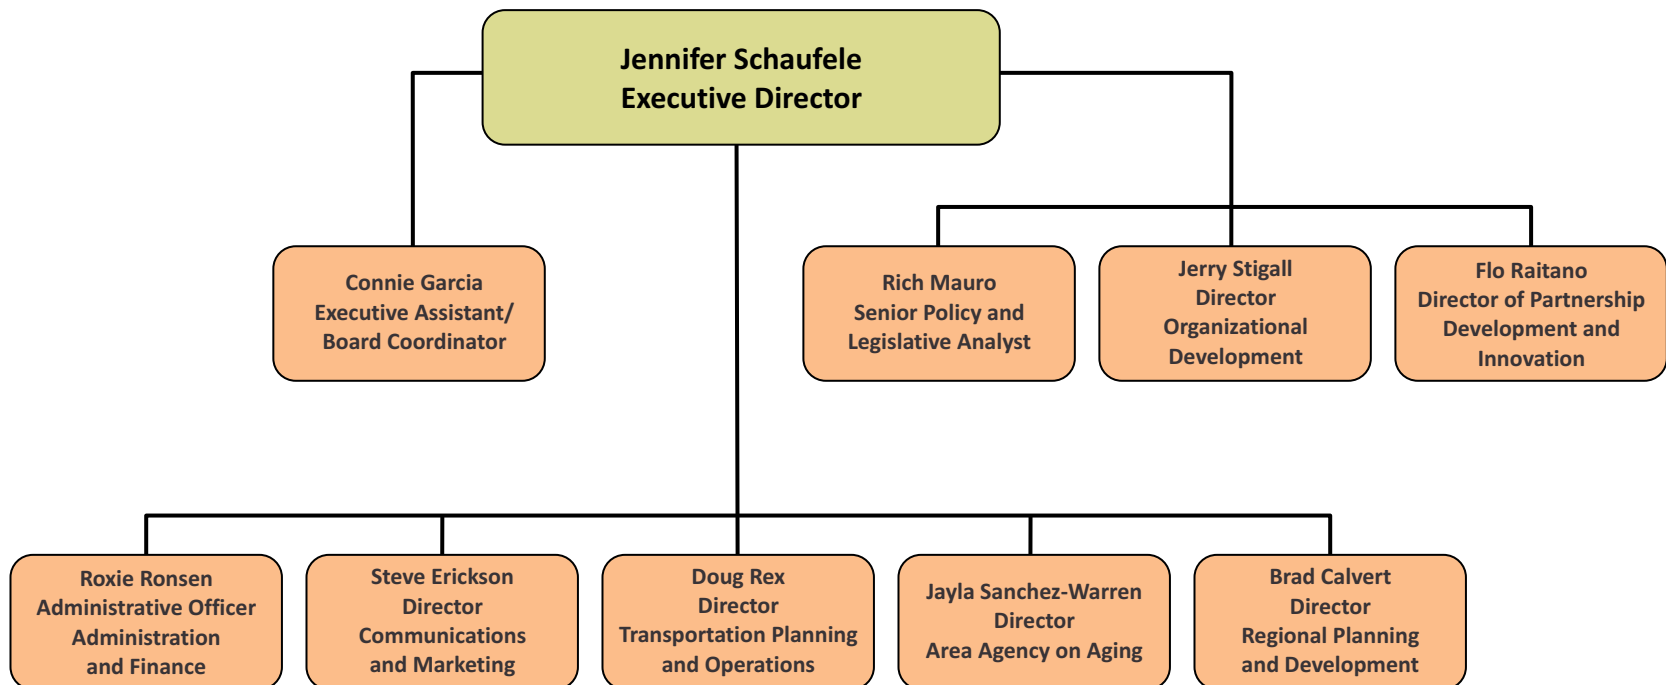 Jennifer Schaufele
Executive Director
Connie Garcia
Executive Assistant/
Board Coordinator
Rich Mauro
Senior Policy and
Legislative Analyst
Jerry Stigall
Director
Organizational
Development
Flo Raitano
Director of Partnership
Development and
Innovation
Roxie Ronsen
Administrative Officer
Administration
and Finance
Steve Erickson
Director
Communications
and Marketing
Doug Rex
Director
Transportation Planning
and Operations
Jayla Sanchez-Warren
Director
Area Agency on Aging
Brad Calvert
Director
Regional Planning
and Development